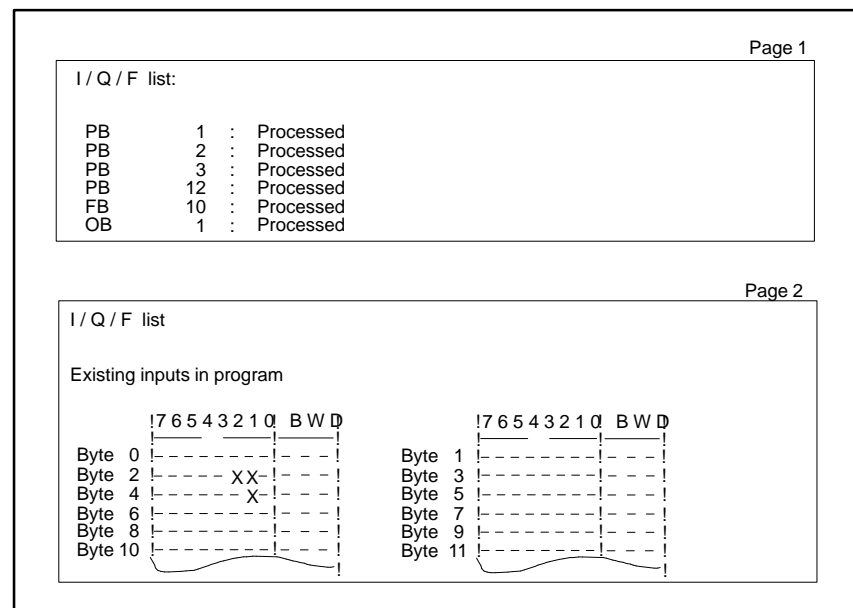 Page 1
I / Q / F list:
PB 1 : Processed
PB 2 : Processed
PB 3 : Processed
PB 12 : Processed
FB 10 : Processed
OB 1 : Processed
Page 2
I / Q / F list
Existing inputs in program
!7 6 5 4 3 2 1 0! B W D! !7 6 5 4 3 2 1 0! B W D!
Byte 0 !- - - - - - - -! - - - ! Byte 1 !- - - - - - - -! - - - !
Byte 2 !- - - - - X X -! - - - ! Byte 3 !- - - - - - - -! - - - !
Byte 4 !- - - - - - X -! - - - ! Byte 5 !- - - - - - - -! - - - !
Byte 6 !- - - - - - - -! - - - ! Byte 7 !- - - - - - - -! - - - !
Byte 8 !- - - - - - - -! - - - ! Byte 9 !- - - - - - - -! - - - !
Byte 10 !- - - - - - - -! - - - ! Byte 11 !- - - - - - - -! - - - !